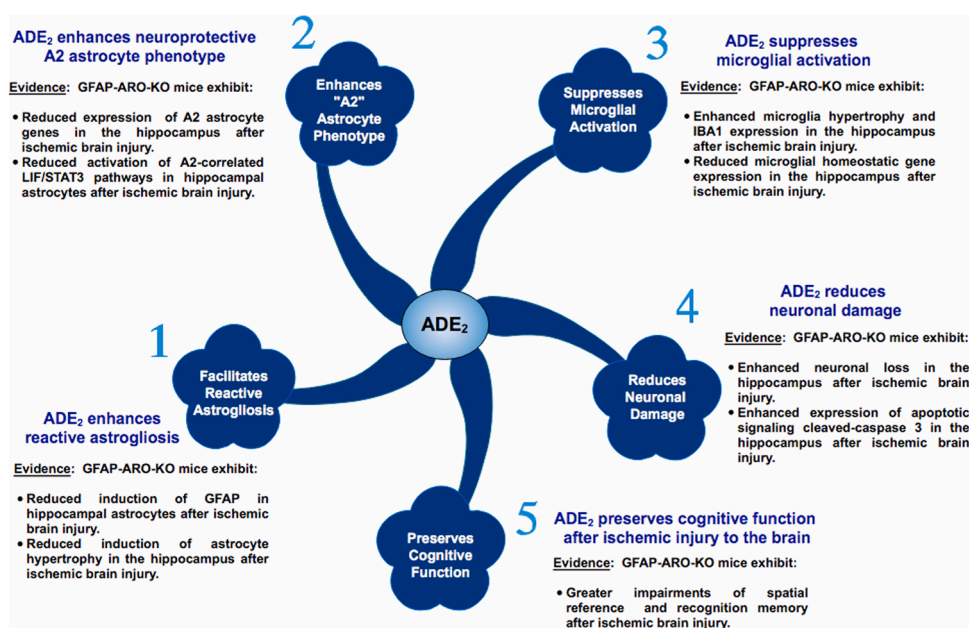 ADE₂ enhances neuroprotective
A2 astrocyte phenotype
Evidence: GFAP-ARO-KO mice exhibit:
• Reduced expression of A2 astrocyte
genes in the hippocampus after
ischemic brain injury.
• Reduced activation of A2-correlated
LIF/STAT3 pathways in hippocampal
astrocytes after ischemic brain injury.
2
Enhances
"A2"
Astrocyte
Phenotype
3
Suppresses
Microglial
Activation
ADE₂ suppresses
microglial activation
Evidence: GFAP-ARO-KO mice exhibit:
• Enhanced microglia hypertrophy and
IBA1 expression in the hippocampus
after ischemic brain injury.
• Reduced microglial homeostatic gene
expression in the hippocampus after
ischemic brain injury.
ADE₂
1
Facilitates
Reactive
Astrogliosis
ADE₂ enhances
reactive astrogliosis
Evidence: GFAP-ARO-KO mice exhibit:
• Reduced induction of GFAP in
hippocampal astrocytes after ischemic
brain injury.
• Reduced induction of astrocyte
hypertrophy in the hippocampus after
ischemic brain injury.
4
Reduces
Neuronal
Damage
ADE₂ reduces
neuronal damage
Evidence: GFAP-ARO-KO mice exhibit:
• Enhanced neuronal loss in the
hippocampus after ischemic brain
injury.
• Enhanced expression of apoptotic
signaling cleaved-caspase 3 in the
hippocampus after ischemic brain
injury.
Preserves
Cognitive
Function
5
ADE₂ preserves cognitive function
after ischemic injury to the brain
Evidence: GFAP-ARO-KO mice exhibit:
• Greater impairments of spatial
reference and recognition memory
after ischemic brain injury.